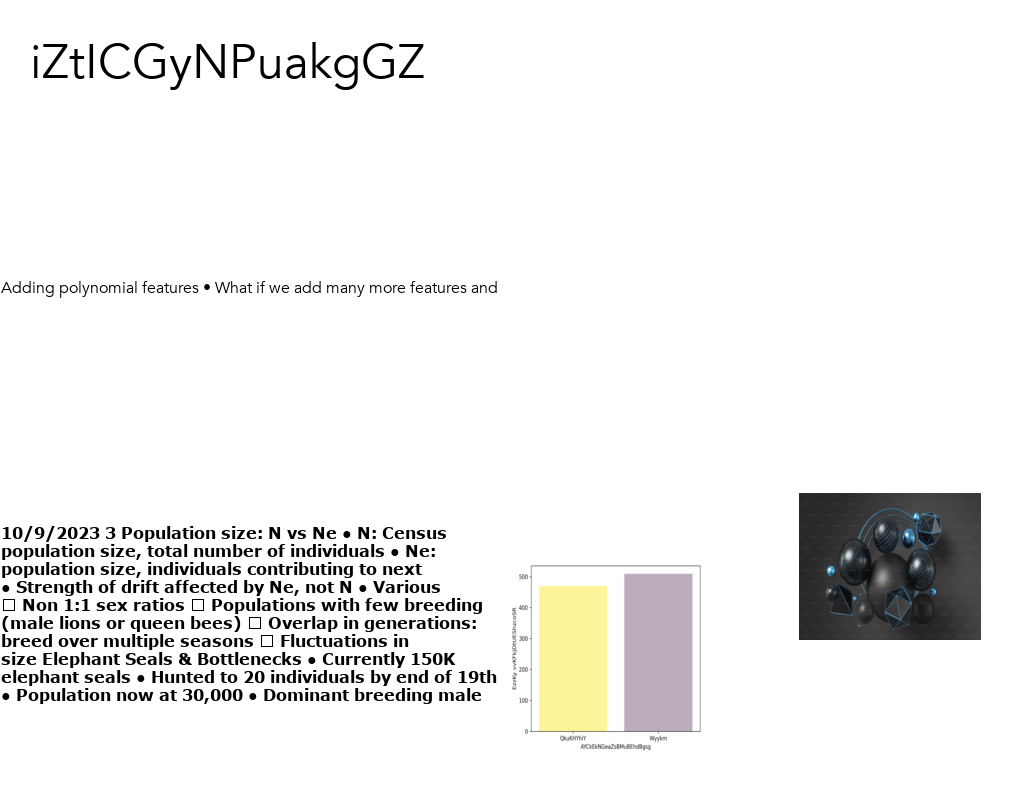 iZtICGyNPuakgGZ
Adding polynomial features • What if we add many more features and
10/9/2023 3 Population size: N vs Ne • N: Census
population size, total number of individuals • Ne:
population size, individuals contributing to next
• Strength of drift affected by Ne, not N • Various
☐ Non 1:1 sex ratios ☐ Populations with few breeding
(male lions or queen bees) ☐ Overlap in generations:
breed over multiple seasons ☐ Fluctuations in
size Elephant Seals & Bottlenecks • Currently 150K
elephant seals • Hunted to 20 individuals by end of 19th
• Population now at 30,000 • Dominant breeding male
500
400
300
200
100
0
QkuKHYhiY Wyykm